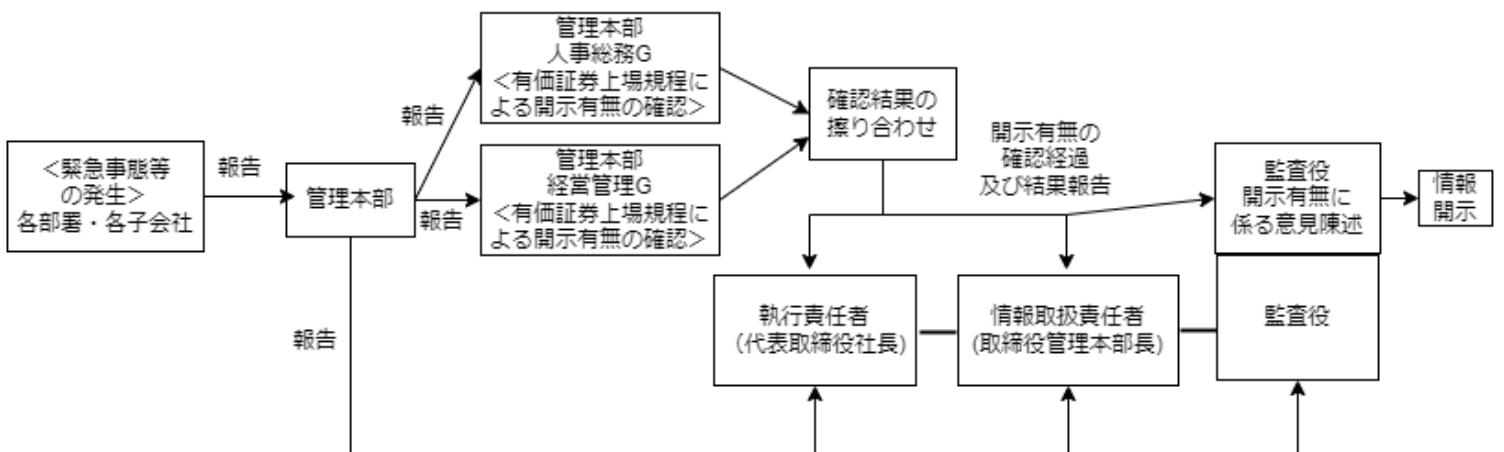 <緊急事態等
の発生>
各部署・各子会社
報告
管理本部
報告
報告
管理本部
人事総務G
<有価証券上場規程に
よる開示有無の確認>
管理本部
経営管理G
<有価証券上場規程に
よる開示有無の確認>
確認結果の
擦り合わせ
開示有無の
確認経過
及び結果報告
監査役
開示有無に
係る意見陳述
情報
開示
報告
執行責任者
(代表取締役社長)
情報取扱責任者
(取締役管理本部長)
監査役